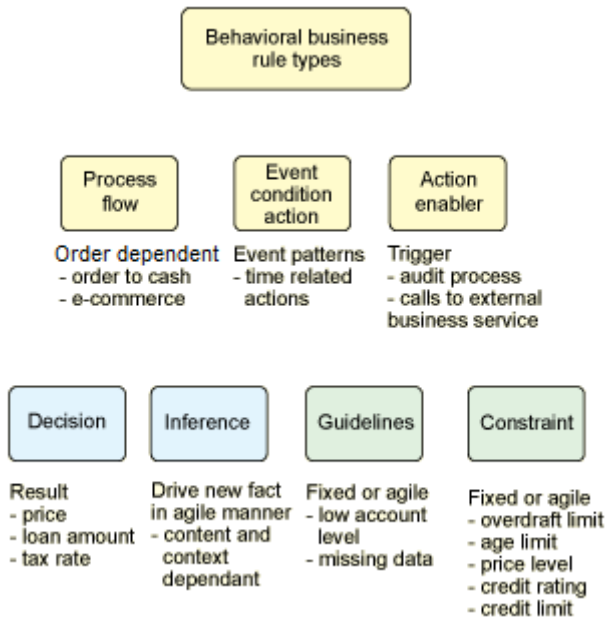 Behavioral business
rule types
Process
flow
Event
condition
action
Action
enabler
Order dependent
- order to cash
- e-commerce
Event patterns
- time related
actions
Trigger
- audit process
- calls to external
business service
Decision
Inference
Guidelines
Constraint
Result
- price
- loan amount
- tax rate
Drive new fact
in agile manner
- content and
context
dependant
Fixed or agile
- low account
level
- missing data
Fixed or agile
- overdraft limit
- age limit
- price level
- credit rating
- credit limit